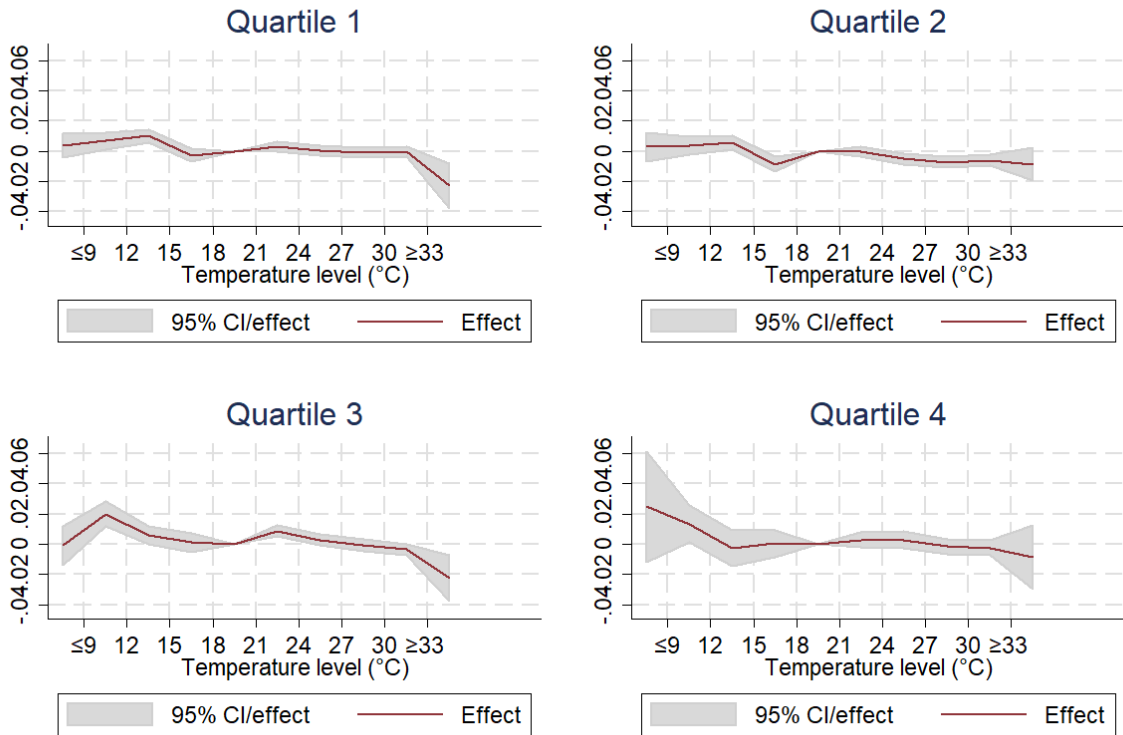 Quartile 1
-.04.02 0 .02.04.06
≤9 12 15 18 21 24 27 30 ≥33
Temperature level (°C)
95% CI/effect Effect
Quartile 2
-.04.02 0 .02.04.06
≤9 12 15 18 21 24 27 30 ≥33
Temperature level (°C)
95% CI/effect Effect
Quartile 3
-.04.02 0 .02.04.06
≤9 12 15 18 21 24 27 30 ≥33
Temperature level (°C)
95% CI/effect Effect
Quartile 4
-.04.02 0 .02.04.06
≤9 12 15 18 21 24 27 30 ≥33
Temperature level (°C)
95% CI/effect Effect